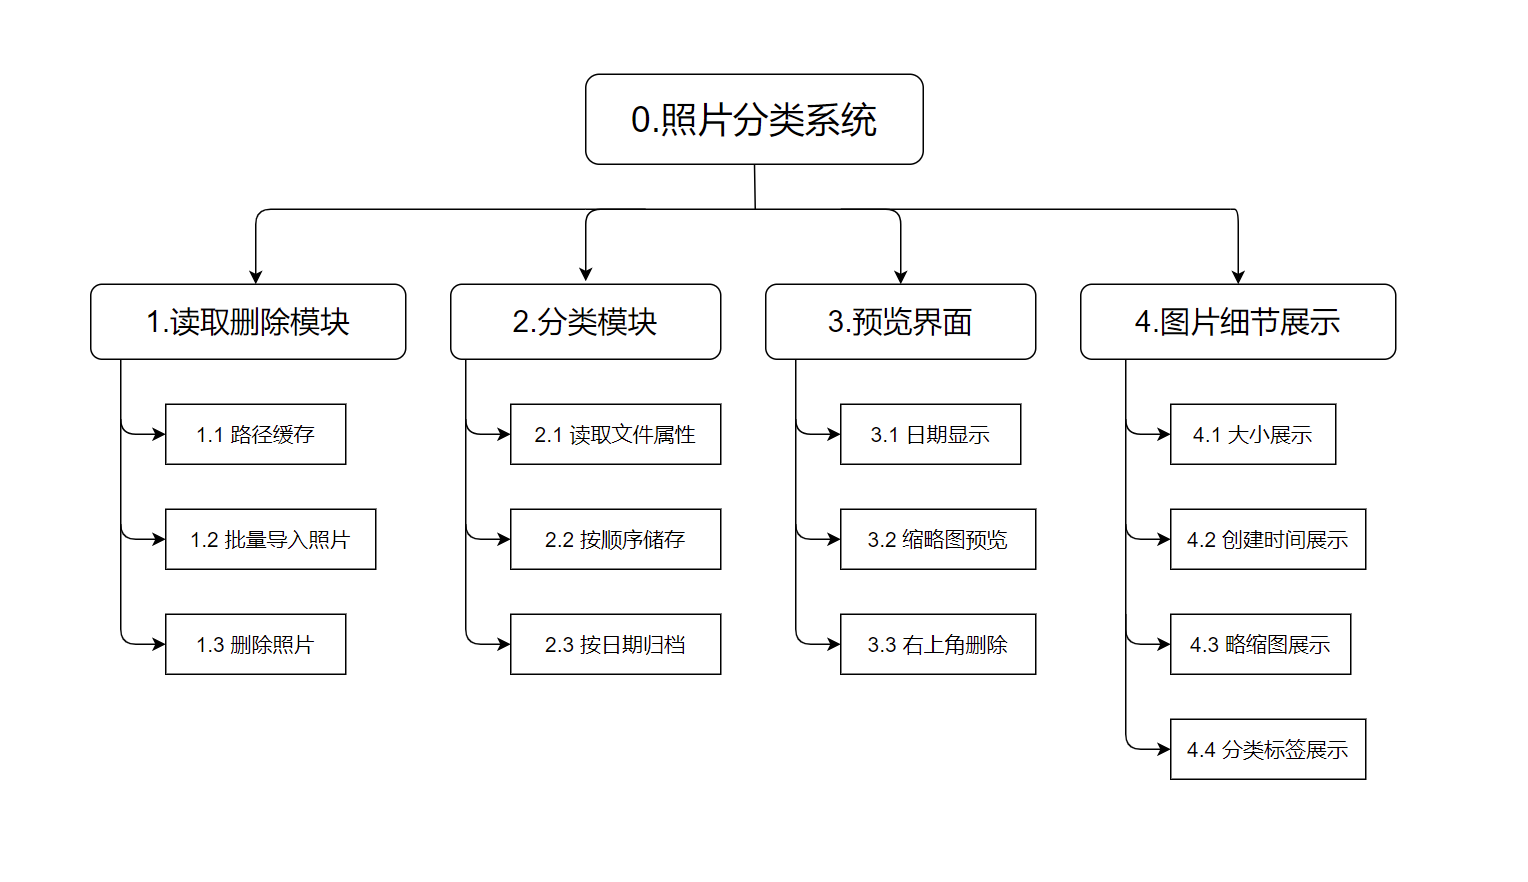 0.照片分类系统
1.读取删除模块
2.分类模块
3.预览界面
4.图片细节展示
1.1 路径缓存
2.1 读取文件属性
3.1 日期显示
4.1 大小展示
1.2 批量导入照片
2.2 按顺序储存
3.2 缩略图预览
4.2 创建时间展示
1.3 删除照片
2.3 按日期归档
3.3 右上角删除
4.3 略缩图展示
4.4 分类标签展示